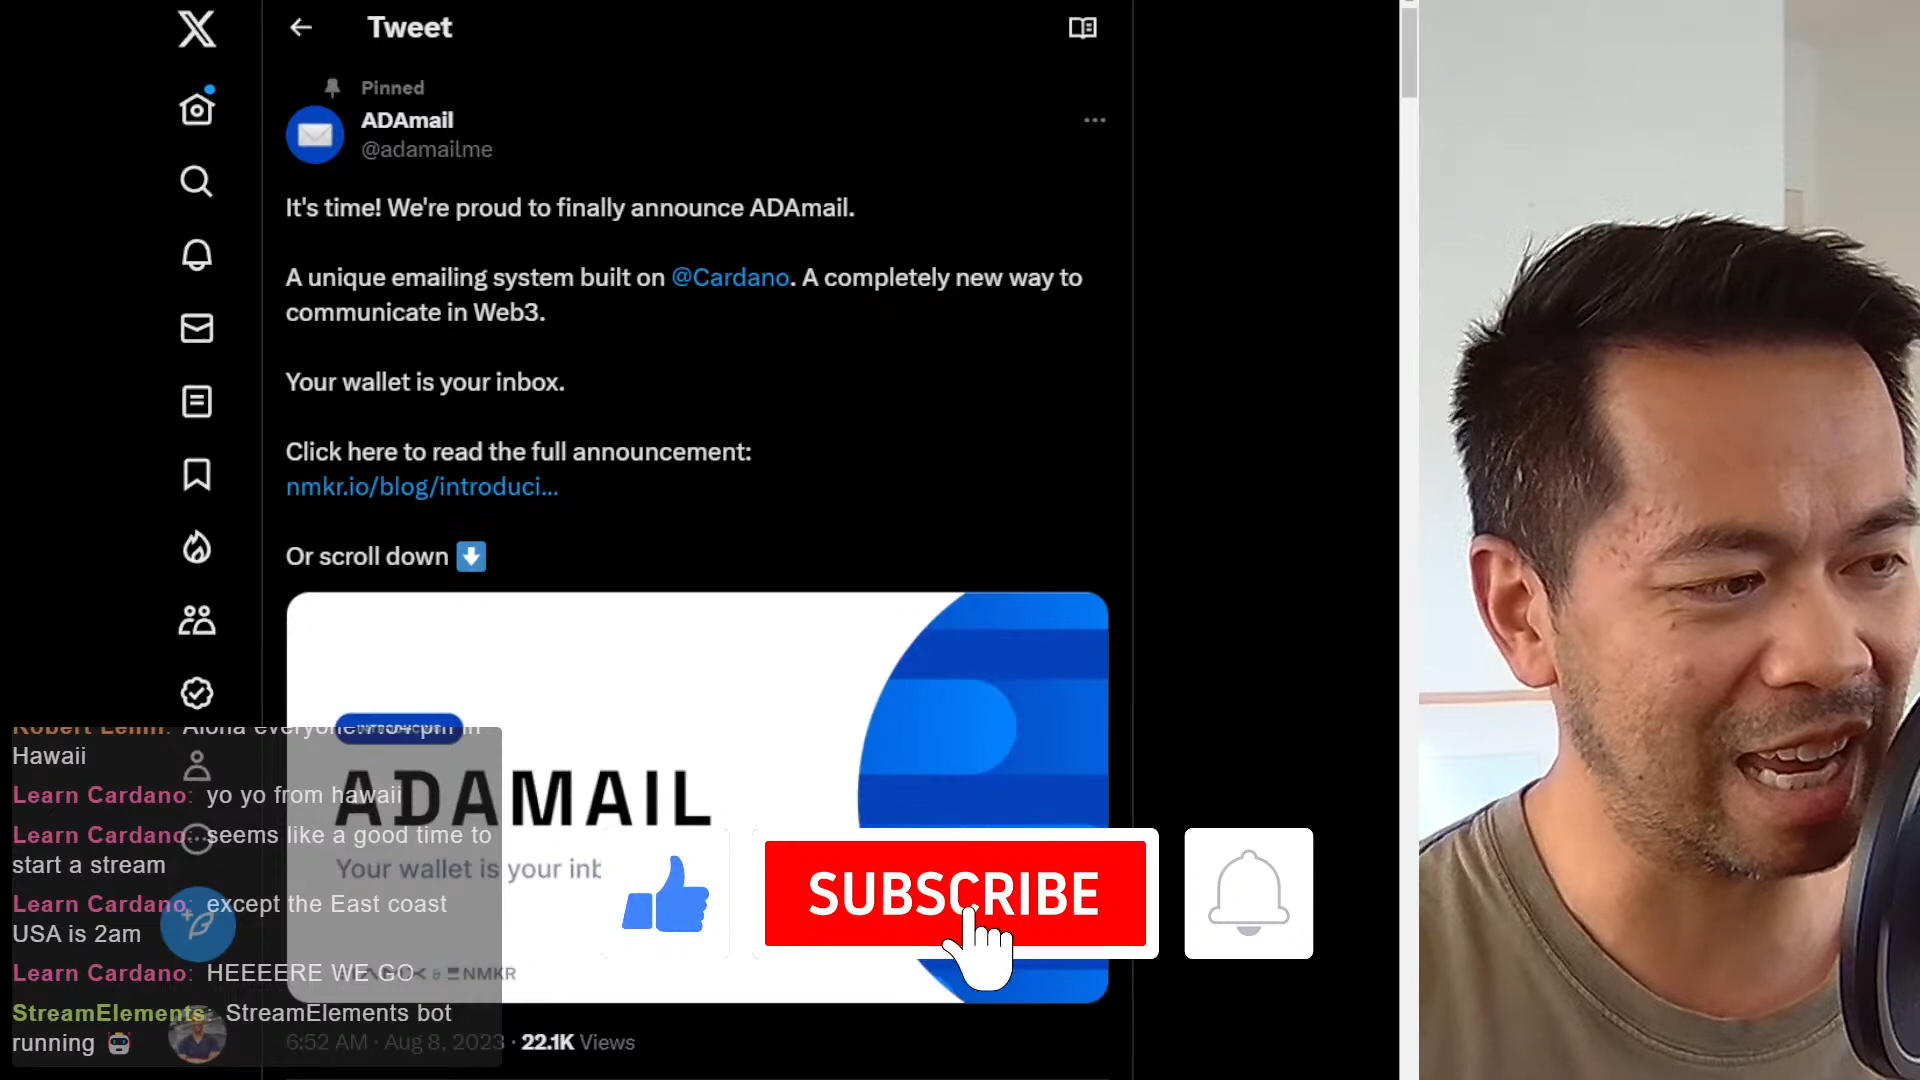 Tweet
Pinned
ADAmail
@adamailme
It's time! We're proud to finally announce ADAmail.
A unique emailing system built on @Cardano. A completely new way to
communicate in Web3.
Your wallet is your inbox.
Click here to read the full announcement:
nmkr.io/blog/introduci...
Or scroll down
INTRODUCING
ADAMAIL
Your wallet is your inb
& NMKR
6:52 AM · Aug 8, 2023 · 22.1K Views
Aloha everyone in
Hawaii
Learn Cardano: yo yo from hawaii
Learn Cardano: seems like a good time to
start a stream
Learn Cardano: except the East coast
USA is 2am
Learn Cardano: HEEEERE WE GO
StreamElements: StreamElements bot
running
SUBSCRIBE